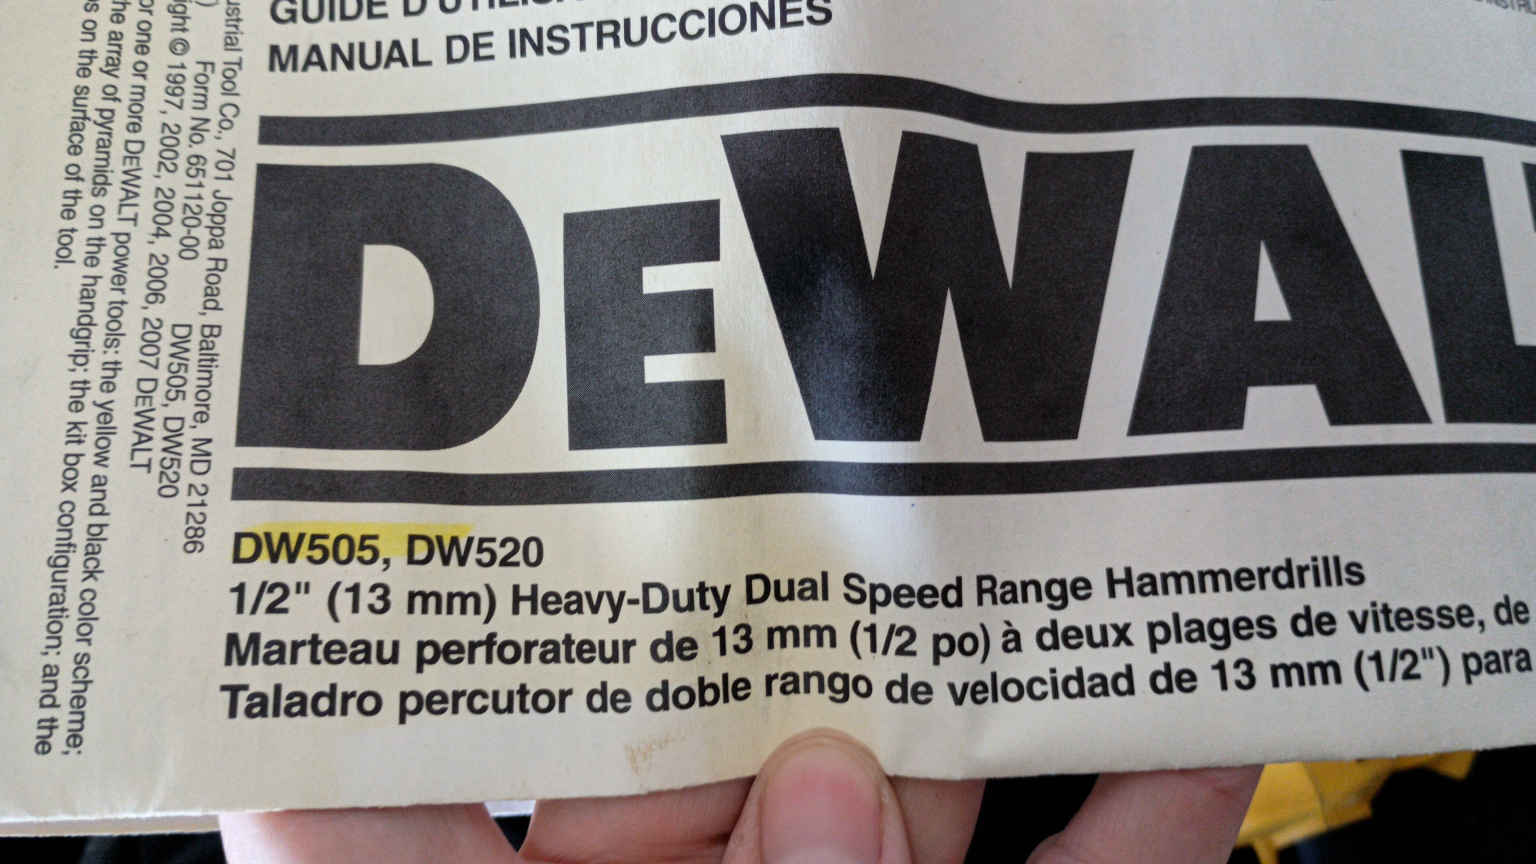 GUIDE D'UTILISA
MANUAL DE INSTRUCCIONES
DEWAL
DW505, DW520
1/2" (13 mm) Heavy-Duty Dual Speed Range Hammerdrills
Marteau perforateur de 13 mm (1/2 po) à deux plages de vitesse, de
Taladro percutor de doble rango de velocidad de 13 mm (1/2") para
ustrial Tool Co., 701 Joppa Road, Baltimore, MD 21286
) Form No. 651120-00 DW505, DW520
ight © 1997, 2002, 2004, 2006, 2007 DEWALT
or one or more DEWALT power tools: the yellow and black color scheme;
he array of pyramids on the handgrip; the kit box configuration; and the
s on the surface of the tool.